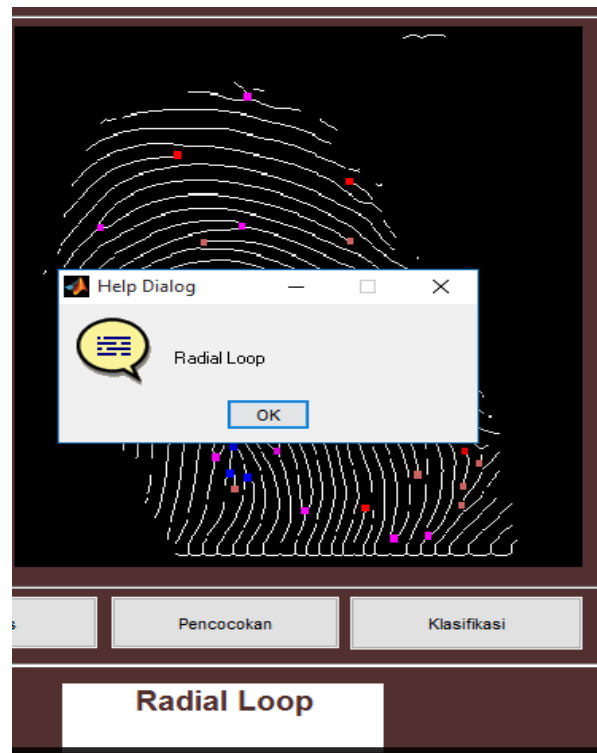 Help Dialog
Radial Loop
OK
s
Pencocokan
Klasifikasi
Radial Loop